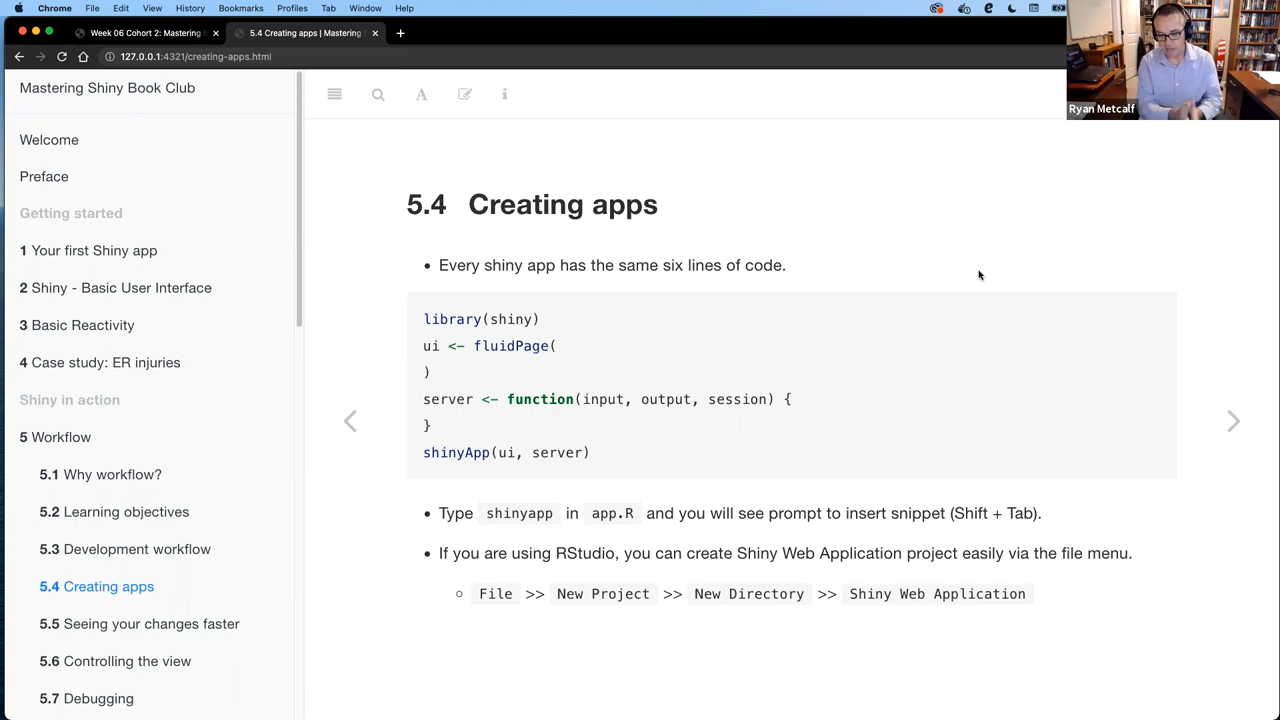 Chrome File Edit View History Bookmarks Profiles Tab Window Help
Week 06 Cohort 2: Mastering S
5.4 Creating apps | Mastering S
127.0.0.1:4321/creating-apps.html
Ryan Metcalf
Mastering Shiny Book Club
Welcome
Preface
Getting started
1 Your first Shiny app
2 Shiny - Basic User Interface
3 Basic Reactivity
4 Case study: ER injuries
Shiny in action
5 Workflow
5.1 Why workflow?
5.2 Learning objectives
5.3 Development workflow
5.4 Creating apps
5.5 Seeing your changes faster
5.6 Controlling the view
5.7 Debugging
5.4 Creating apps
• Every shiny app has the same six lines of code.
library(shiny)
ui <- fluidPage(
)
server <- function(input, output, session) {
}
shinyApp(ui, server)
• Type shinyapp in app.R and you will see prompt to insert snippet (Shift + Tab).
• If you are using RStudio, you can create Shiny Web Application project easily via the file menu.
◦ File >> New Project >> New Directory >> Shiny Web Application